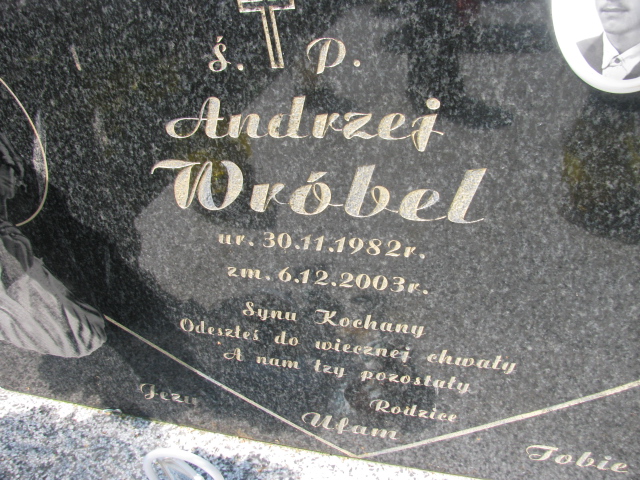 ś. P.
Andrzej
Wróbel
ur. 30.11.1982r.
zm. 6.12.2003r.
Synu Kochany
Odeszłeś do wiecznej chwały
A nam łzy pozostały
Rodzice
Jezu Ufam Tobie